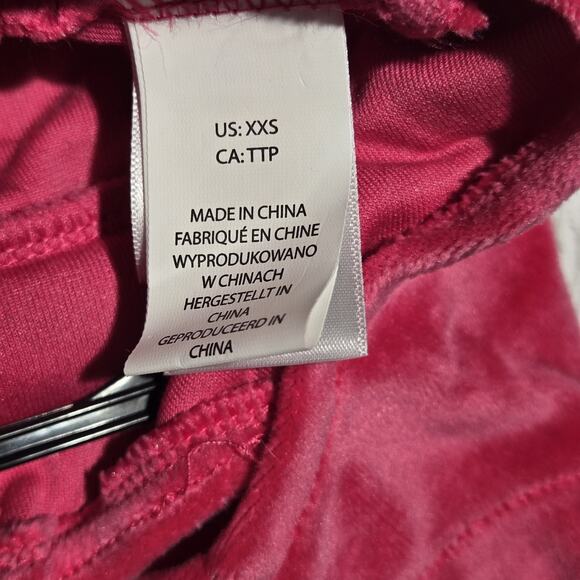 US: XXS
CA: TTP
MADE IN CHINA
FABRIQUÉ EN CHINE
WYPRODUKOWANO
W CHINACH
HERGESTELLT IN
CHINA
GEPRODUCEERD IN
CHINA